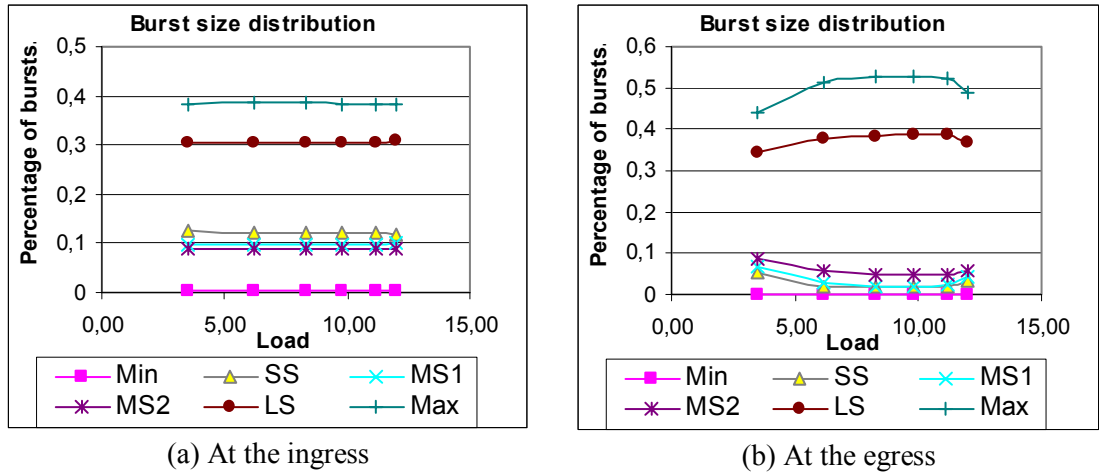 Burst size distribution
Percentage of bursts.
0,5
0,4
0,3
0,2
0,1
0
0,00
5,00
10,00
15,00
Load
Min
SS
MS1
MS2
LS
Max
(a) At the ingress
Burst size distribution
Percentage of bursts.
0,6
0,5
0,4
0,3
0,2
0,1
0
0,00
5,00
10,00
15,00
Load
Min
SS
MS1
MS2
LS
Max
(b) At the egress